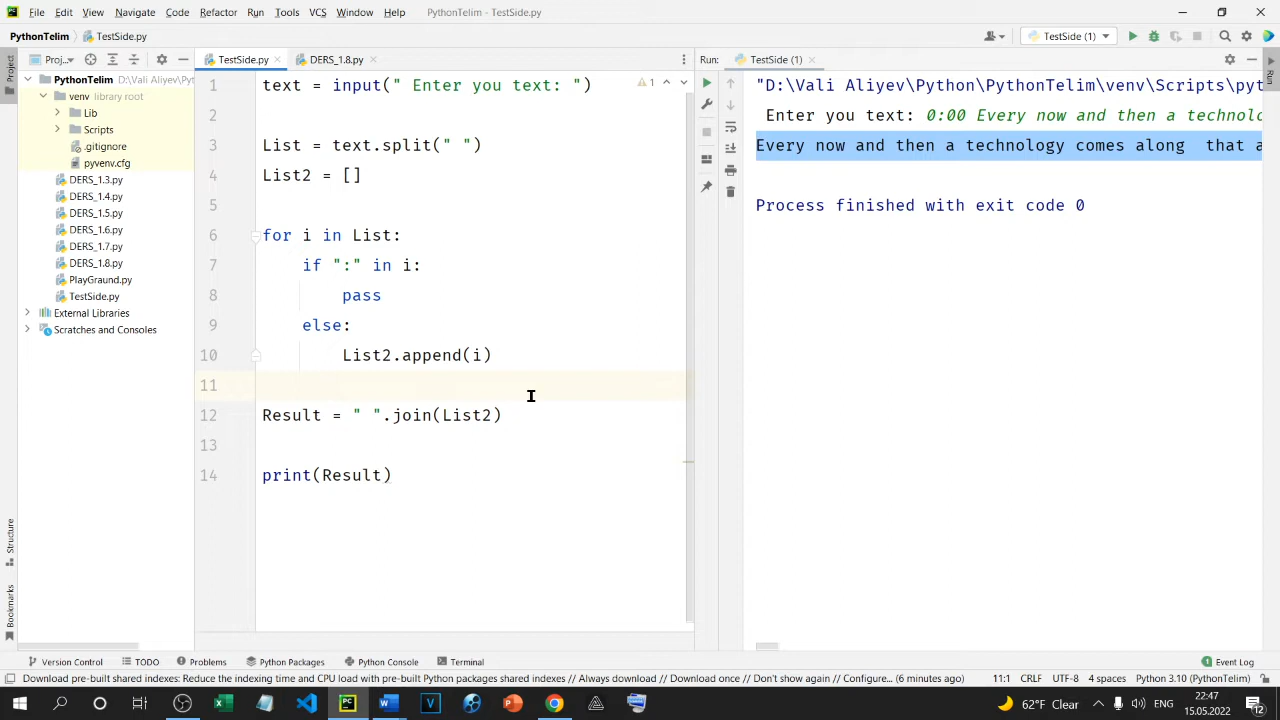 File Edit View Navigate Code Refactor Run Tools VCS Window Help PythonTelim - TestSide.py
PythonTelim TestSide.py TestSide (1)
Project
Proj... TestSide.py DERS_1.8.py Run: TestSide (1)
PythonTelim D:\Vali Aliyev\Pyt
venv library root
Lib
Scripts
.gitignore
pyvenv.cfg
DERS_1.3.py
DERS_1.4.py
DERS_1.5.py
DERS_1.6.py
DERS_1.7.py
DERS_1.8.py
PlayGround.py
TestSide.py
External Libraries
Scratches and Consoles
1 text = input(" Enter you text: ")
2
3 List = text.split(" ")
4 List2 = []
5
6 for i in List:
7 if ":" in i:
8 pass
9 else:
10 List2.append(i)
11
12 Result = " ".join(List2)
13
14 print(Result)
1
"D:\Vali Aliyev\Python\PythonTelim\venv\Scripts\pyt
Enter you text: 0:00 Every now and then a technolo
Every now and then a technology comes along  that a
Process finished with exit code 0
Run
Structure
Bookmarks
Version Control TODO Problems Python Packages Python Console Terminal 1 Event Log
Download pre-built shared indexes: Reduce the indexing time and CPU load with pre-built Python packages shared indexes // Always download // Download once // Don't show again // Configure... (6 minutes ago) 11:1 CRLF UTF-8 4 spaces Python 3.10 (PythonTelim)
62°F Clear ENG 22:47
15.05.2022 12